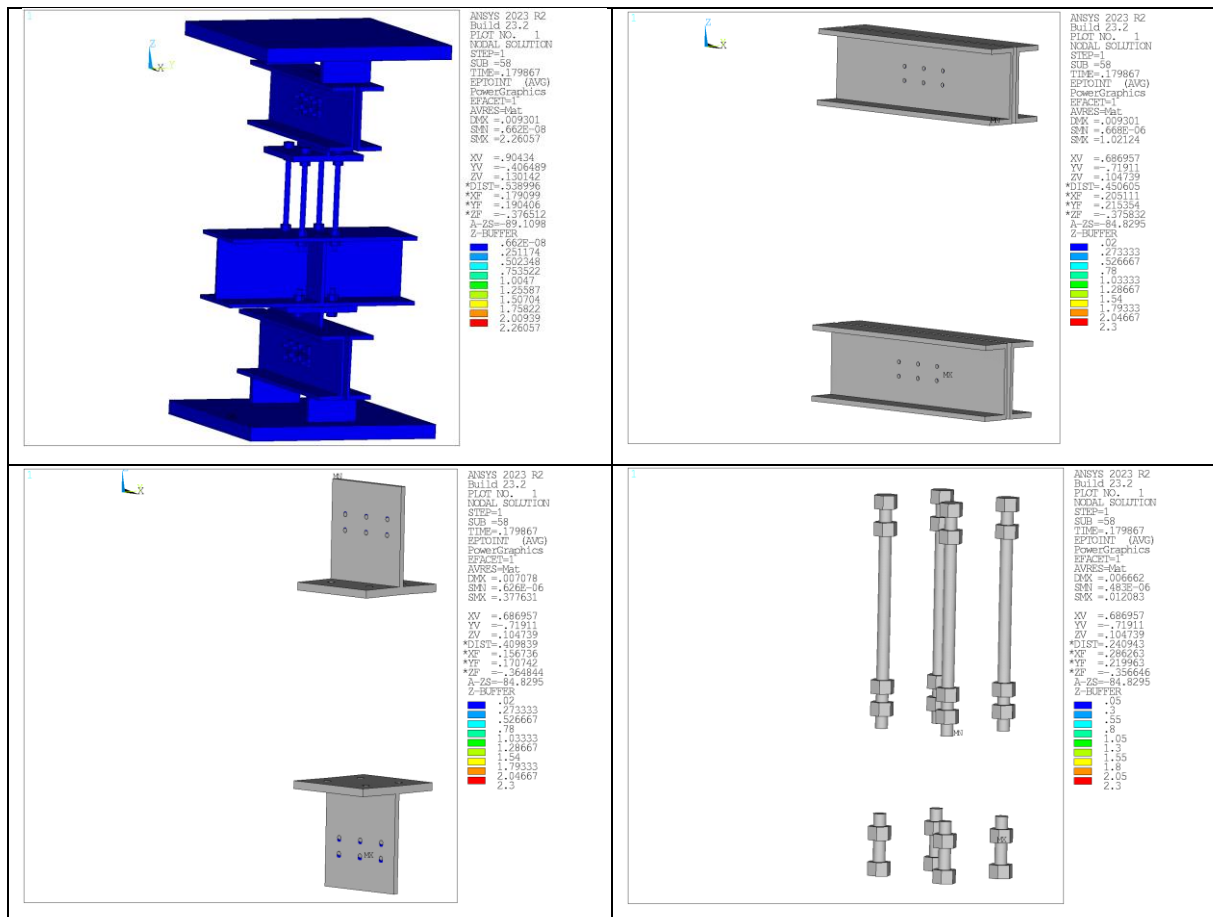 1
ANSYS 2023 R2
Build 23.2
PLOT NO. 1
NODAL SOLUTION
STEP=1
SUB =58
TIME=.179867
EPTOINT (AVG)
PowerGraphics
EFACET=1
AVRES=Mat
DMX =.009301
SMN =.662E-08
SMX =2.26057
XV =.90434
YV =-.406489
ZV =.130142
*DIST=.538996
*XF =.179099
*YF =.190406
*ZF =-.376512
A-ZS=-89.1098
Z-BUFFER
.662E-08
.251174
.502348
.753522
1.0047
1.25587
1.50704
1.75822
2.00939
2.26057
Z
Y
X
1
ANSYS 2023 R2
Build 23.2
PLOT NO. 1
NODAL SOLUTION
STEP=1
SUB =58
TIME=.179867
EPTOINT (AVG)
PowerGraphics
EFACET=1
AVRES=Mat
DMX =.009301
SMN =.668E-06
SMX =1.02124
XV =.686957
YV =-.71911
ZV =.104739
*DIST=.450605
*XF =.205111
*YF =.215354
*ZF =-.375832
A-ZS=-84.8295
Z-BUFFER
.02
.273333
.526667
.78
1.03333
1.28667
1.54
1.79333
2.04667
2.3
Z
X
MX
1
ANSYS 2023 R2
Build 23.2
PLOT NO. 1
NODAL SOLUTION
STEP=1
SUB =58
TIME=.179867
EPTOINT (AVG)
PowerGraphics
EFACET=1
AVRES=Mat
DMX =.007078
SMN =.626E-06
SMX =.377631
XV =.686957
YV =-.71911
ZV =.104739
*DIST=.409839
*XF =.156736
*YF =.170742
*ZF =-.364844
A-ZS=-84.8295
Z-BUFFER
.02
.273333
.526667
.78
1.03333
1.28667
1.54
1.79333
2.04667
2.3
X
MN
MX
1
ANSYS 2023 R2
Build 23.2
PLOT NO. 1
NODAL SOLUTION
STEP=1
SUB =58
TIME=.179867
EPTOINT (AVG)
PowerGraphics
EFACET=1
AVRES=Mat
DMX =.006662
SMN =.483E-06
SMX =.012083
XV =.686957
YV =-.71911
ZV =.104739
*DIST=.240943
*XF =.286263
*YF =.219963
*ZF =-.356646
A-ZS=-84.8295
Z-BUFFER
.05
.3
.55
.8
1.05
1.3
1.55
1.8
2.05
2.3
MN
MX